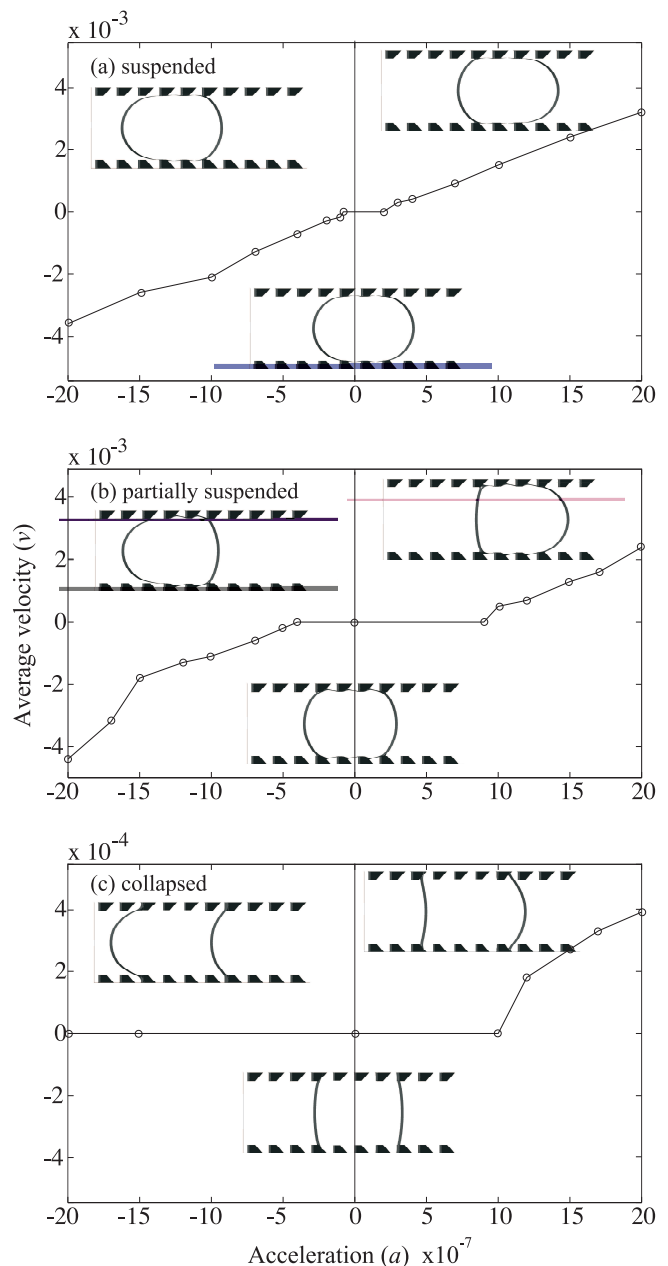 x 10-3
4
(a) suspended
2
0
-2
-4
-20 -15 -10 -5 0 5 10 15 20
x 10-3
4
(b) partially suspended
2
0
-2
-4
-20 -15 -10 -5 0 5 10 15 20
Average velocity (v)
x 10-4
4
(c) collapsed
2
0
-2
-4
-20 -15 -10 -5 0 5 10 15 20
Acceleration (a) x10-7